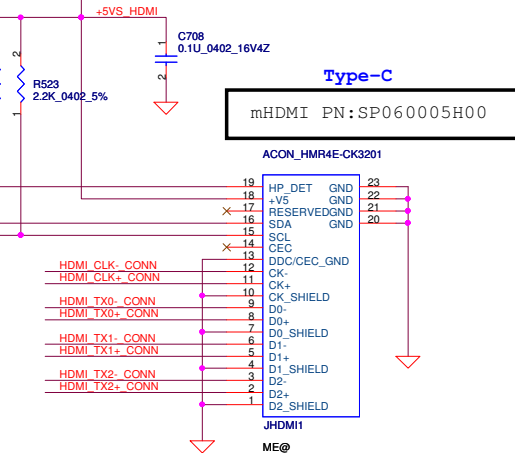 +5VS_HDMI
C708
0.1U_0402_16V4Z
1
2
2
R523
2.2K_0402_5%
1
Type-C
mHDMI PN:SP060005H00
ACON_HMR4E-CK3201
19 HP_DET GND 23
18 +V5 GND 22
17 RESERVED GND 21
16 SDA GND 20
15 SCL
14 CEC
13 DDC/CEC_GND
HDMI_CLK-_CONN 12 CK-
HDMI_CLK+_CONN 11 CK+
10 CK_SHIELD
HDMI_TX0-_CONN 9 D0-
HDMI_TX0+_CONN 8 D0+
7 D0_SHIELD
HDMI_TX1-_CONN 6 D1-
HDMI_TX1+_CONN 5 D1+
4 D1_SHIELD
HDMI_TX2-_CONN 3 D2-
HDMI_TX2+_CONN 2 D2+
1 D2_SHIELD
JHDMI1
ME@